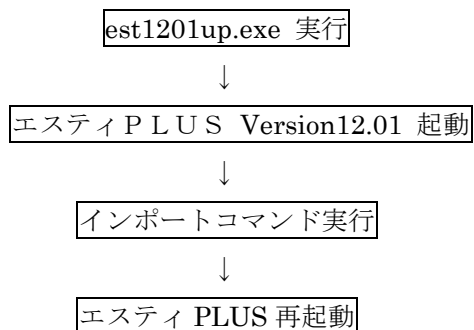 est1201up.exe 実行
↓
エスティＰＬＵＳ Version12.01 起動
↓
インポートコマンド実行
↓
エスティ PLUS 再起動